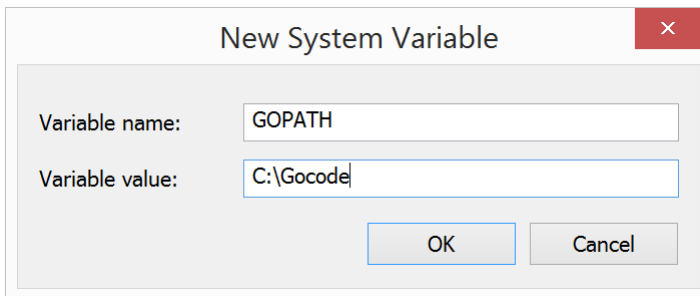 New System Variable
Variable name: GOPATH
Variable value: C:\Gocode
OK Cancel